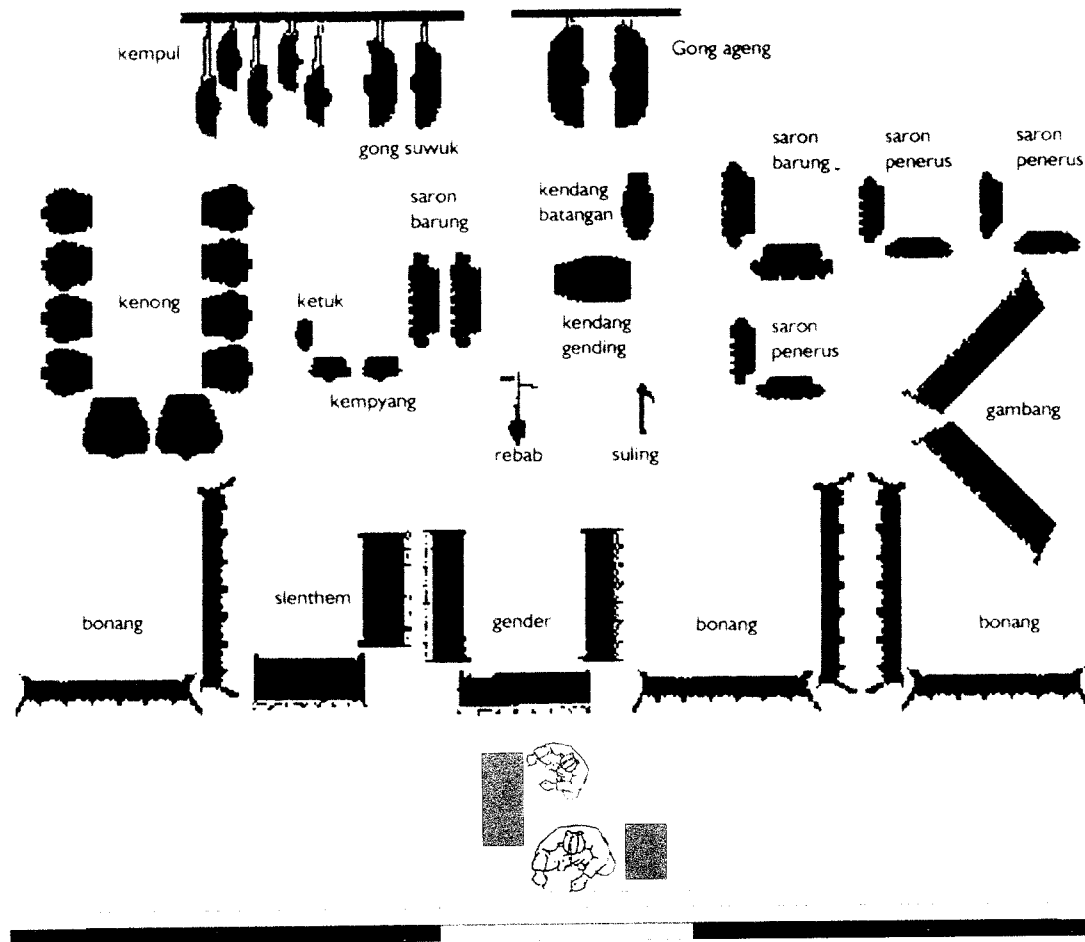 kempul
Gong ageng
gong suwuk
saron
barung
saron
penerus
saron
penerus
kendang
batangan
saron
barung
kenong
ketuk
kendang
gending
saron
penerus
kempyang
gambang
rebab
suling
slenthem
bonang
gender
bonang
bonang